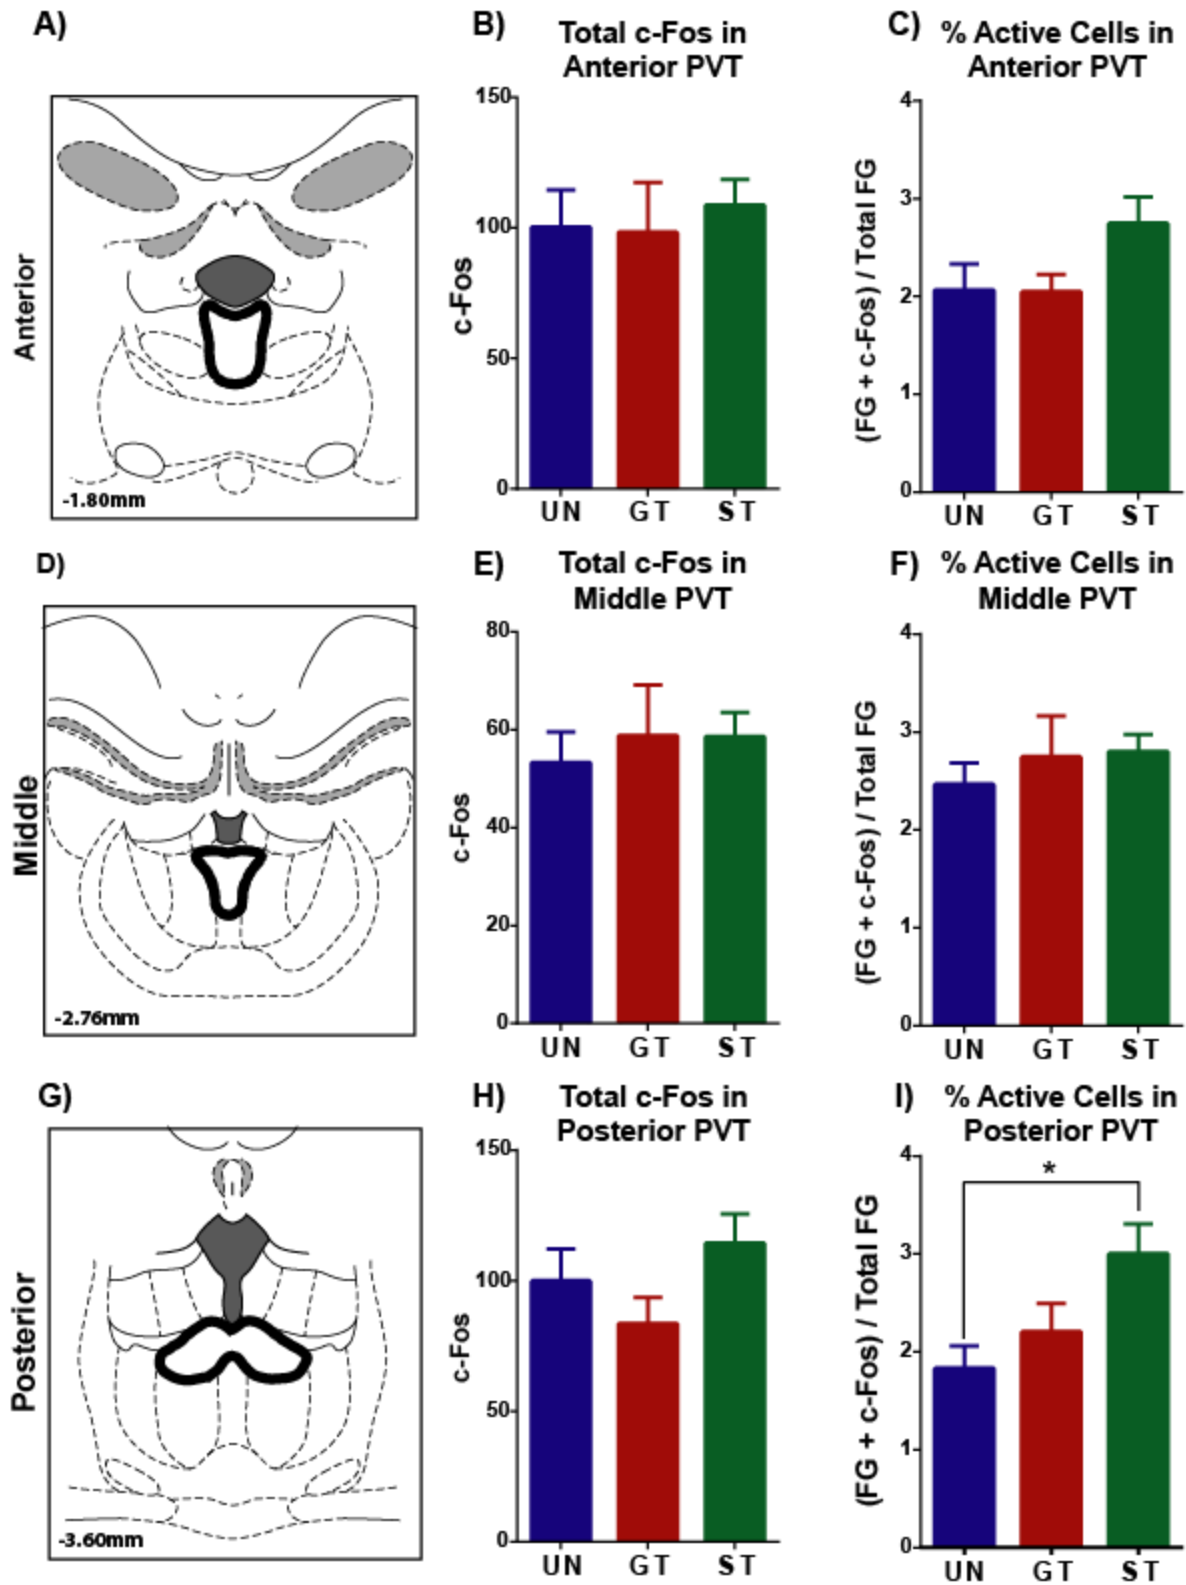 A)
Anterior
-1.80mm
B)
Total c-Fos in
Anterior PVT
c-Fos
150
100
50
0
UN GT ST
C)
% Active Cells in
Anterior PVT
(FG + c-Fos) / Total FG
4
3
2
1
0
UN GT ST
D)
Middle
-2.76mm
E)
Total c-Fos in
Middle PVT
c-Fos
80
60
40
20
0
UN GT ST
F)
% Active Cells in
Middle PVT
(FG + c-Fos) / Total FG
4
3
2
1
0
UN GT ST
G)
Posterior
-3.60mm
H)
Total c-Fos in
Posterior PVT
c-Fos
150
100
50
0
UN GT ST
I)
% Active Cells in
Posterior PVT
(FG + c-Fos) / Total FG
4
3
2
1
0
*
UN GT ST